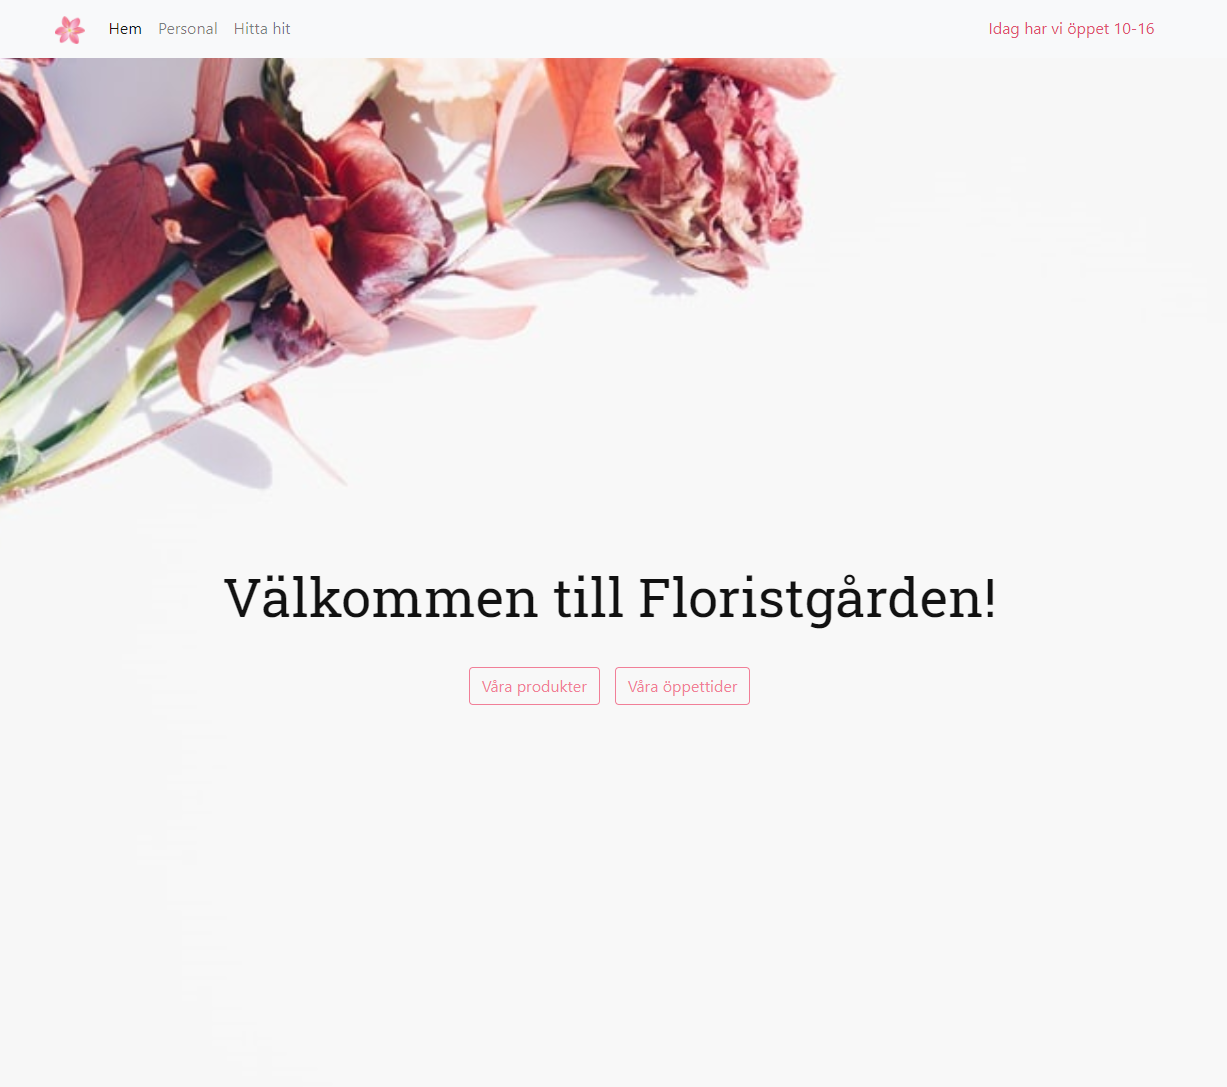 Hem Personal Hitta hit Idag har vi öppet 10-16
Välkommen till Floristgården!
Våra produkter Våra öppettider